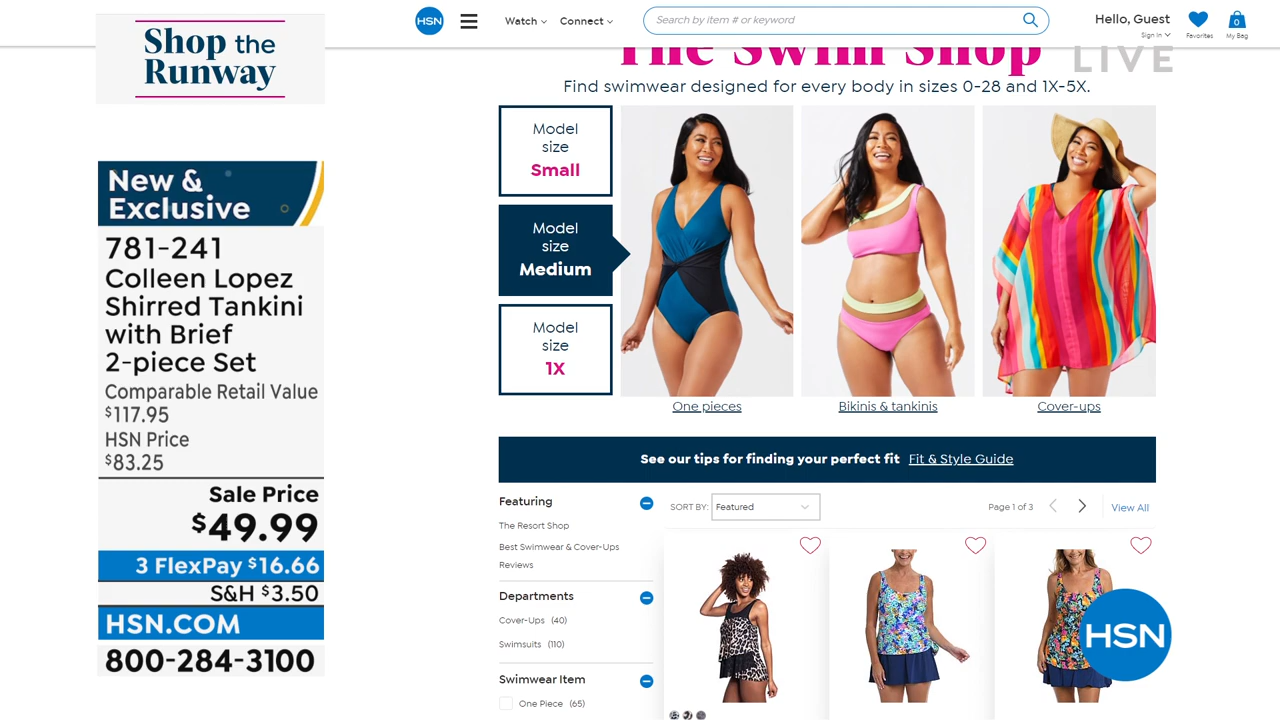 Shop the
Runway
New &
Exclusive
781-241
Colleen Lopez
Shirred Tankini
with Brief
2-piece Set
Comparable Retail Value
$117.95
HSN Price
$83.25
Sale Price
$49.99
3 FlexPay $16.66
S&H $3.50
HSN.COM
800-284-3100
HSN
Watch
Connect
Search by item # or keyword
Hello, Guest
Sign in
Favorites
0
My Bag
The Swim Shop
LIVE
Find swimwear designed for every body in sizes 0-28 and 1X-5X.
Model
size
Small
Model
size
Medium
Model
size
1X
One pieces
Bikinis & tankinis
Cover-ups
See our tips for finding your perfect fit Fit & Style Guide
Featuring
The Resort Shop
Best Swimwear & Cover-Ups
Reviews
Departments
Cover-Ups (40)
Swimsuits (110)
Swimwear Item
One Piece (65)
SORT BY: Featured
Page 1 of 3
View All
HSN